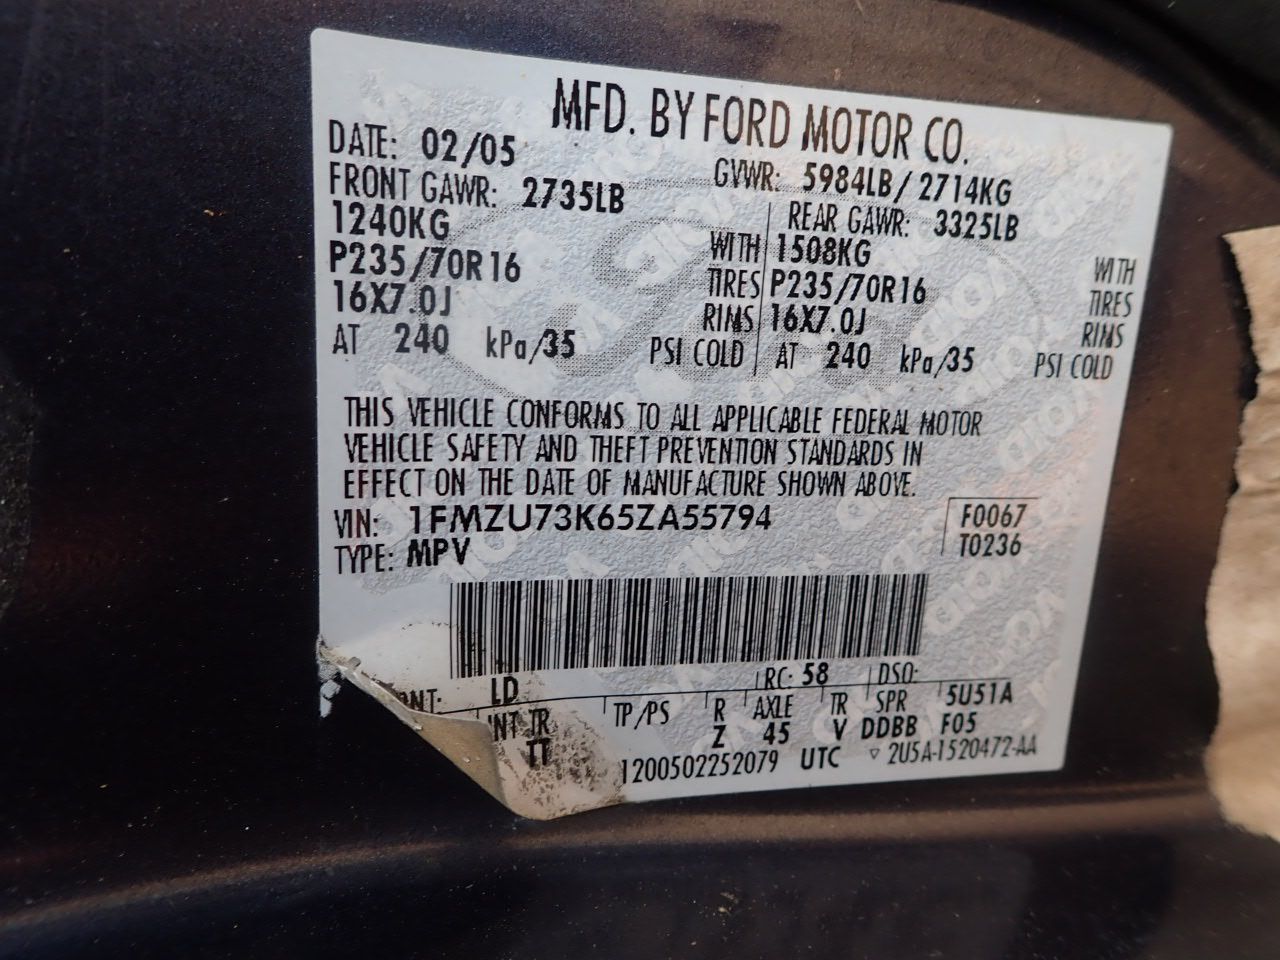 MFD. BY FORD MOTOR CO.
DATE: 02/05 GVWR: 5984LB/2714KG
FRONT GAWR: 2735LB REAR GAWR: 3325LB
1240KG WITH 1508KG WITH
P235/70R16 TIRES P235/70R16 TIRES
16X7.0J RIMS 16X7.0J RIMS
AT 240 kPa/35 PSI COLD AT 240 kPa/35 PSI COLD
THIS VEHICLE CONFORMS TO ALL APPLICABLE FEDERAL MOTOR
VEHICLE SAFETY AND THEFT PREVENTION STANDARDS IN
EFFECT ON THE DATE OF MANUFACTURE SHOWN ABOVE.
VIN: 1FMZU73K65ZA55794 F0067
TYPE: MPV T0236
LD RC: 58 DSO:
INT TR TP/PS R AXLE TR SPR 5U51A
TT Z 45 V DDBB F05
1200502252079 UTC ▽ 2U5A-1520472-AA